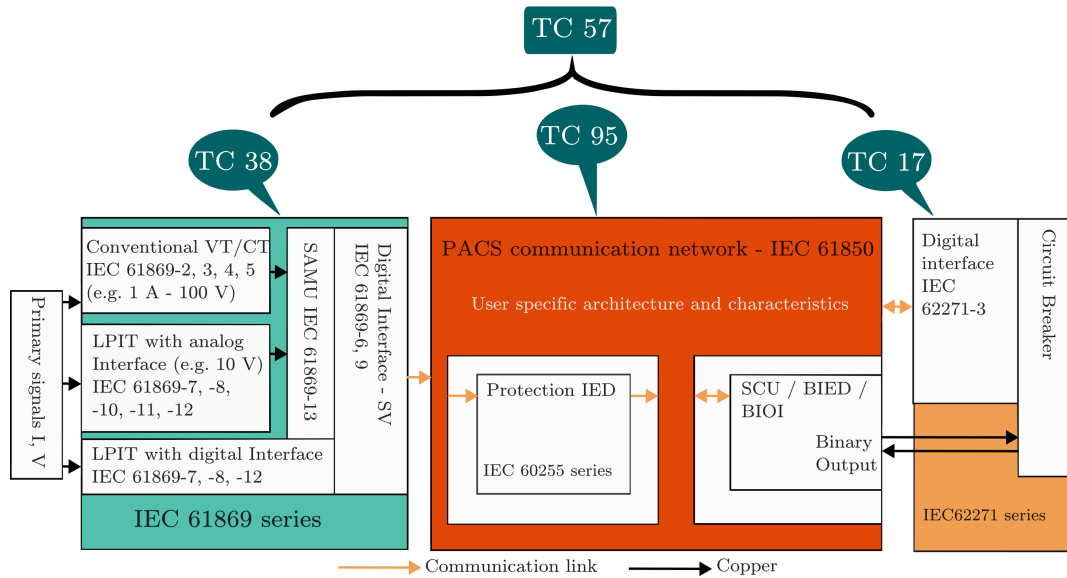 TC 57
TC 38
TC 95
TC 17
Primary signals I, V
Conventional VT/CT
IEC 61869-2, 3, 4, 5
(e.g. 1 A - 100 V)
LPIT with analog
Interface (e.g. 10 V)
IEC 61869-7, -8,
-10, -11, -12
LPIT with digital Interface
IEC 61869-7, -8, -12
SAMU IEC 61869-13
Digital Interface - SV
IEC 61869-6, 9
IEC 61869 series
PACS communication network - IEC 61850
User specific architecture and characteristics
Protection IED
IEC 60255 series
SCU / BIED /
BIOI
Binary
Output
Digital
interface
IEC
62271-3
Circuit Breaker
IEC62271 series
Communication link
Copper